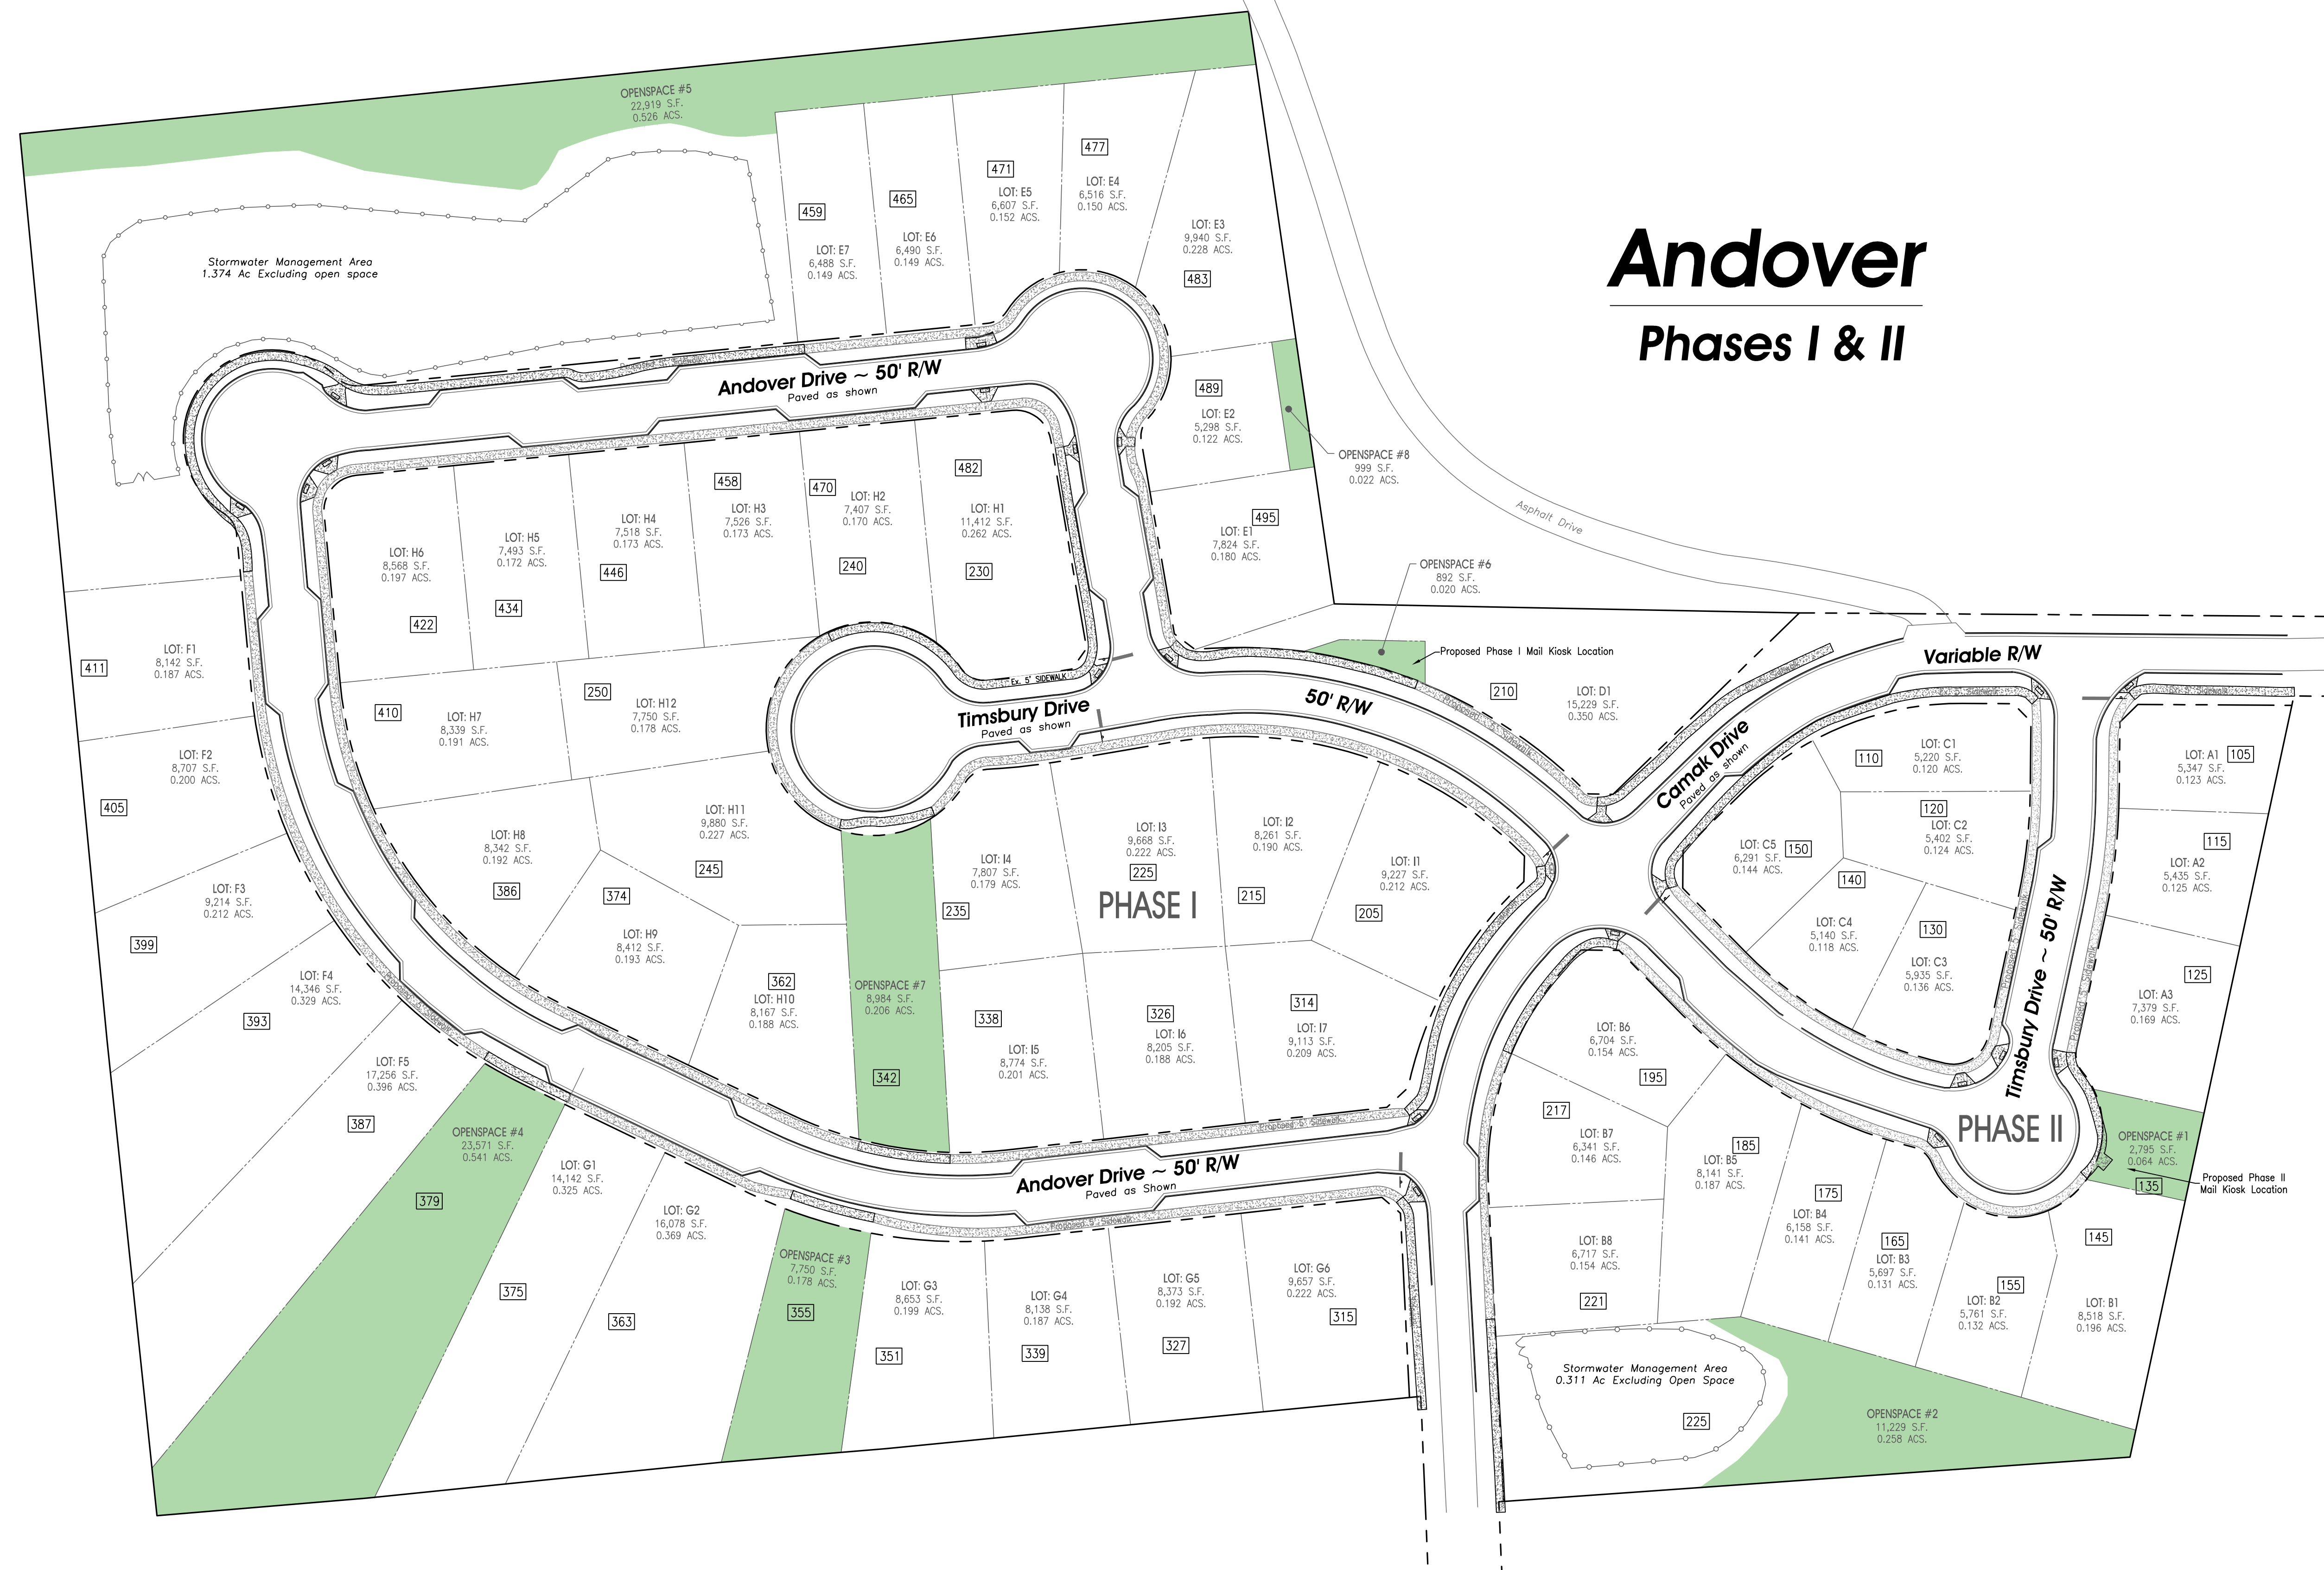 Andover
Phases I & II
OPENSPACE #5
22,919 S.F.
0.526 ACS.
Stormwater Management Area
1.374 Ac Excluding open space
459
LOT: E7
6,488 S.F.
0.149 ACS.
465
LOT: E6
6,490 S.F.
0.149 ACS.
471
LOT: E5
6,607 S.F.
0.152 ACS.
477
LOT: E4
6,516 S.F.
0.150 ACS.
LOT: E3
9,940 S.F.
0.228 ACS.
483
489
LOT: E2
5,298 S.F.
0.122 ACS.
OPENSPACE #8
999 S.F.
0.022 ACS.
495
LOT: E1
7,824 S.F.
0.180 ACS.
Asphalt Drive
Andover Drive ~ 50' R/W
Paved as shown
482
LOT: H1
11,412 S.F.
0.262 ACS.
230
470
LOT: H2
7,407 S.F.
0.170 ACS.
240
458
LOT: H3
7,526 S.F.
0.173 ACS.
LOT: H4
7,518 S.F.
0.173 ACS.
446
LOT: H5
7,493 S.F.
0.172 ACS.
434
LOT: H6
8,568 S.F.
0.197 ACS.
422
OPENSPACE #6
892 S.F.
0.020 ACS.
Proposed Phase I Mail Kiosk Location
210
LOT: D1
15,229 S.F.
0.350 ACS.
50' R/W
Ex. 5' SIDEWALK
Timsbury Drive
Paved as shown
Variable R/W
Camak Drive
Paved as shown
LOT: F1
8,142 S.F.
0.187 ACS.
411
LOT: F2
8,707 S.F.
0.200 ACS.
405
LOT: F3
9,214 S.F.
0.212 ACS.
399
LOT: F4
14,346 S.F.
0.329 ACS.
393
LOT: F5
17,256 S.F.
0.396 ACS.
387
410
LOT: H7
8,339 S.F.
0.191 ACS.
250
LOT: H12
7,750 S.F.
0.178 ACS.
LOT: H8
8,342 S.F.
0.192 ACS.
386
LOT: H11
9,880 S.F.
0.227 ACS.
245
374
LOT: H9
8,412 S.F.
0.193 ACS.
362
LOT: H10
8,167 S.F.
0.188 ACS.
OPENSPACE #7
8,984 S.F.
0.206 ACS.
342
LOT: I4
7,807 S.F.
0.179 ACS.
235
LOT: I3
9,668 S.F.
0.222 ACS.
225
PHASE I
LOT: I2
8,261 S.F.
0.190 ACS.
215
LOT: I1
9,227 S.F.
0.212 ACS.
205
338
LOT: I5
8,774 S.F.
0.201 ACS.
326
LOT: I6
8,205 S.F.
0.188 ACS.
314
LOT: I7
9,113 S.F.
0.209 ACS.
Proposed 5' Sidewalk
110
LOT: C1
5,220 S.F.
0.120 ACS.
120
LOT: C2
5,402 S.F.
0.124 ACS.
LOT: C5
6,291 S.F.
0.144 ACS.
150
140
LOT: C4
5,140 S.F.
0.118 ACS.
130
LOT: C3
5,935 S.F.
0.136 ACS.
Proposed 5' Sidewalk
Timsbury Drive ~ 50' R/W
Proposed 5' Sidewalk
LOT: A1
5,347 S.F.
0.123 ACS.
105
115
LOT: A2
5,435 S.F.
0.125 ACS.
125
LOT: A3
7,379 S.F.
0.169 ACS.
PHASE II
OPENSPACE #1
2,795 S.F.
0.064 ACS.
135
Proposed Phase II
Mail Kiosk Location
LOT: B6
6,704 S.F.
0.154 ACS.
195
217
LOT: B7
6,341 S.F.
0.146 ACS.
185
LOT: B5
8,141 S.F.
0.187 ACS.
175
LOT: B4
6,158 S.F.
0.141 ACS.
165
LOT: B3
5,697 S.F.
0.131 ACS.
155
LOT: B2
5,761 S.F.
0.132 ACS.
145
LOT: B1
8,518 S.F.
0.196 ACS.
LOT: B8
6,717 S.F.
0.154 ACS.
221
OPENSPACE #4
23,571 S.F.
0.541 ACS.
379
LOT: G1
14,142 S.F.
0.325 ACS.
375
LOT: G2
16,078 S.F.
0.369 ACS.
363
OPENSPACE #3
7,750 S.F.
0.178 ACS.
355
Andover Drive ~ 50' R/W
Paved as Shown
Proposed 5' Sidewalk
LOT: G3
8,653 S.F.
0.199 ACS.
351
LOT: G4
8,138 S.F.
0.187 ACS.
339
LOT: G5
8,373 S.F.
0.192 ACS.
327
LOT: G6
9,657 S.F.
0.222 ACS.
315
Stormwater Management Area
0.311 Ac Excluding Open Space
225
OPENSPACE #2
11,229 S.F.
0.258 ACS.